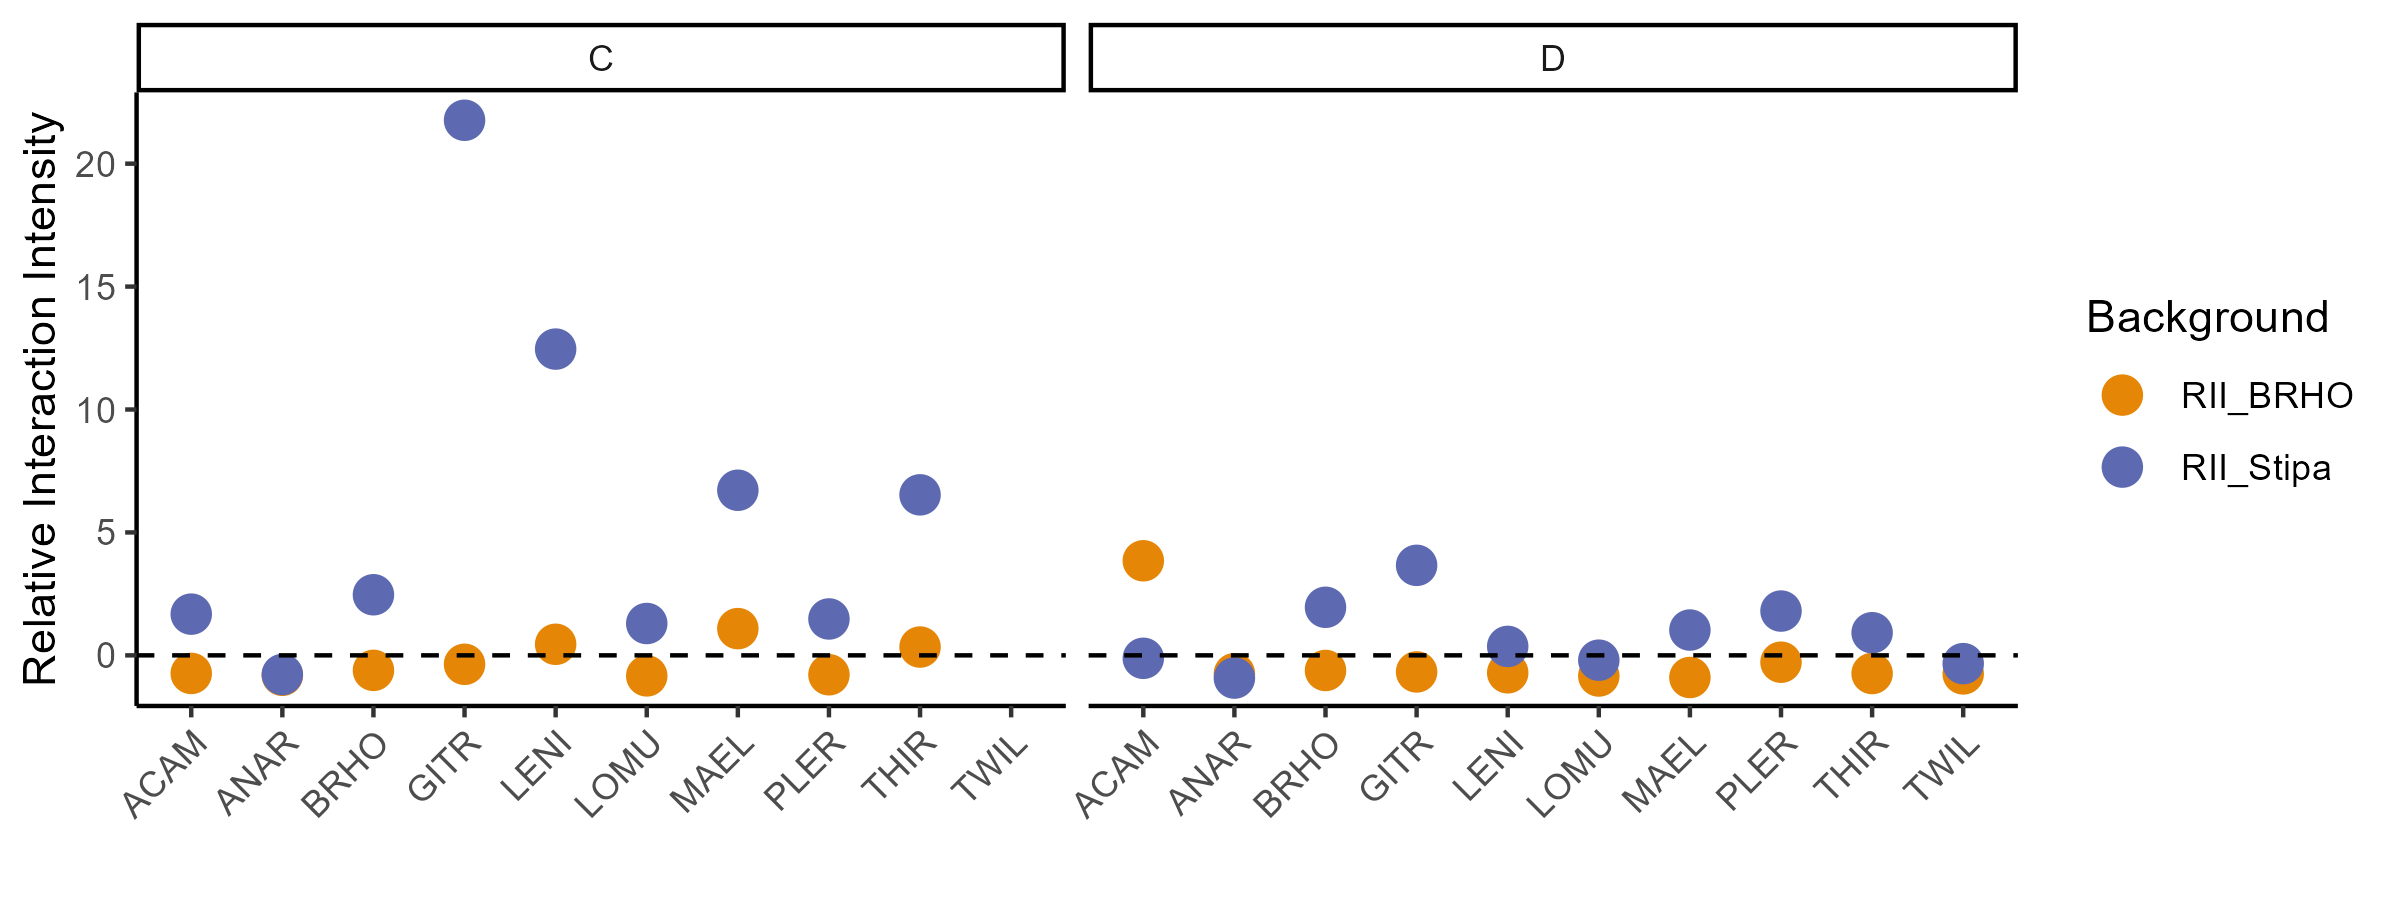 C
D
Relative Interaction Intensity
20
15
10
5
0
ACAM
ANAR
BRHO
GITR
LENI
LOMU
MAEL
PLER
THIR
TWIL
ACAM
ANAR
BRHO
GITR
LENI
LOMU
MAEL
PLER
THIR
TWIL
Background
RII_BRHO
RII_Stipa